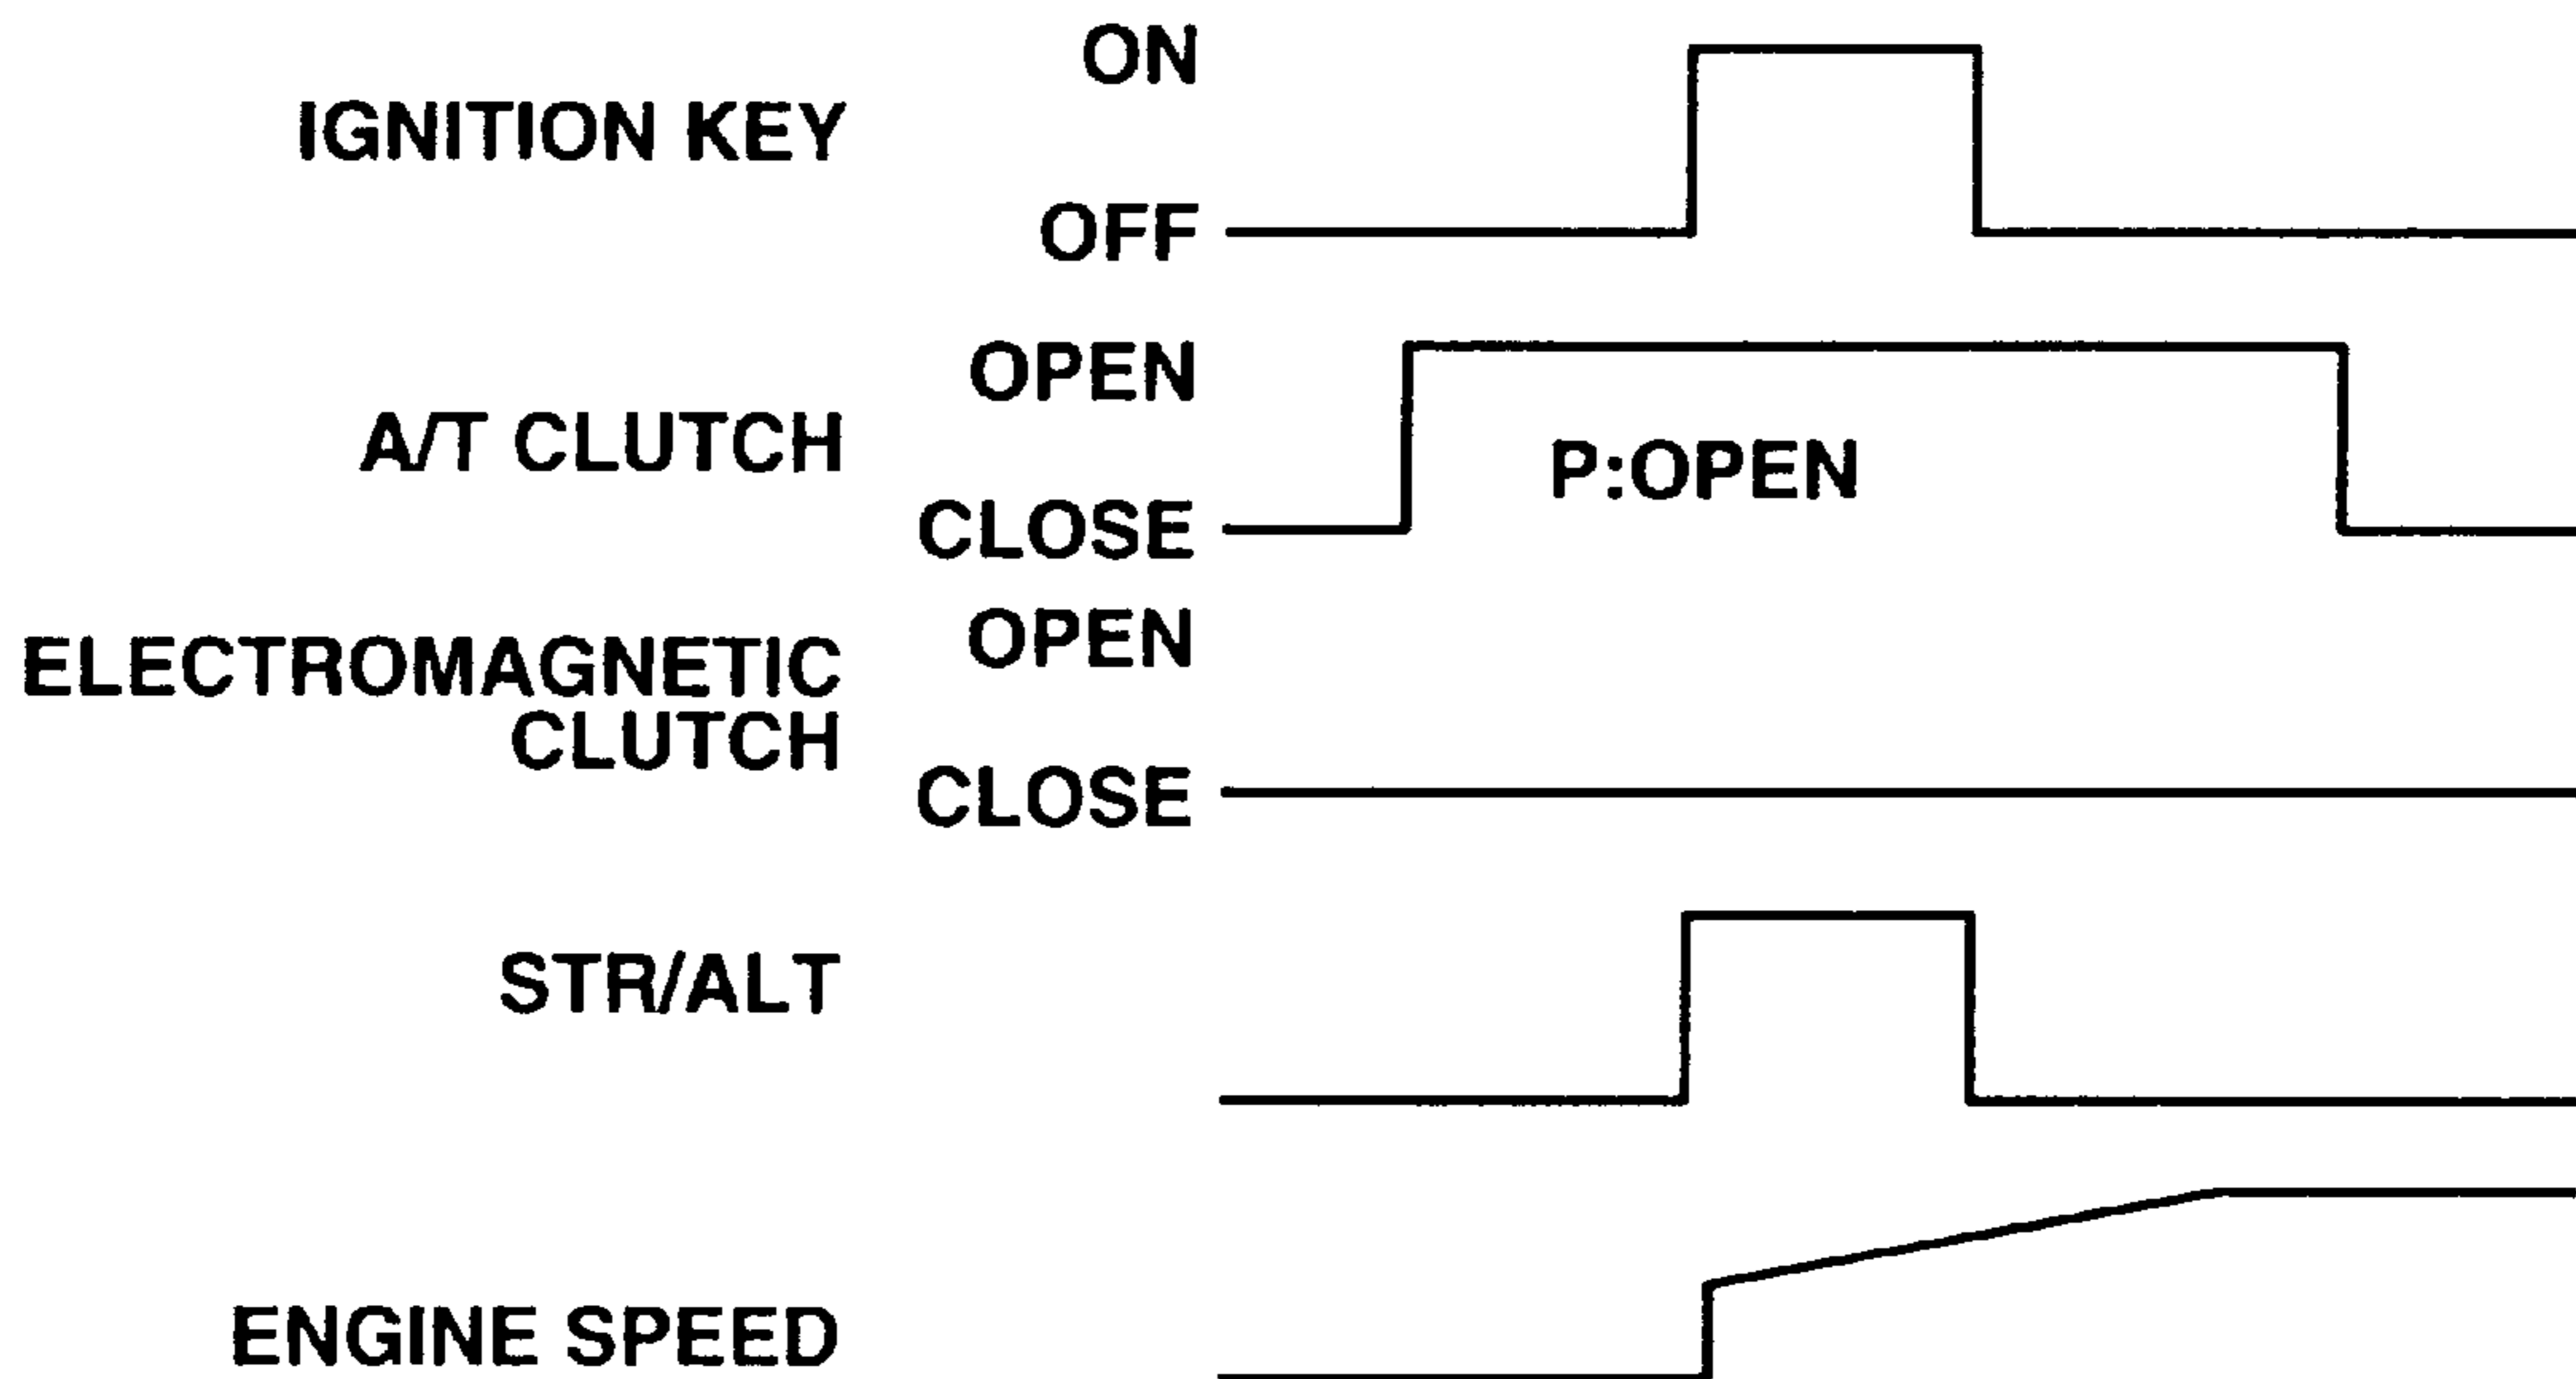 ON
IGNITION KEY
OFF
OPEN
A/T CLUTCH
P:OPEN
CLOSE
OPEN
ELECTROMAGNETIC
CLUTCH
CLOSE
STR/ALT
ENGINE SPEED